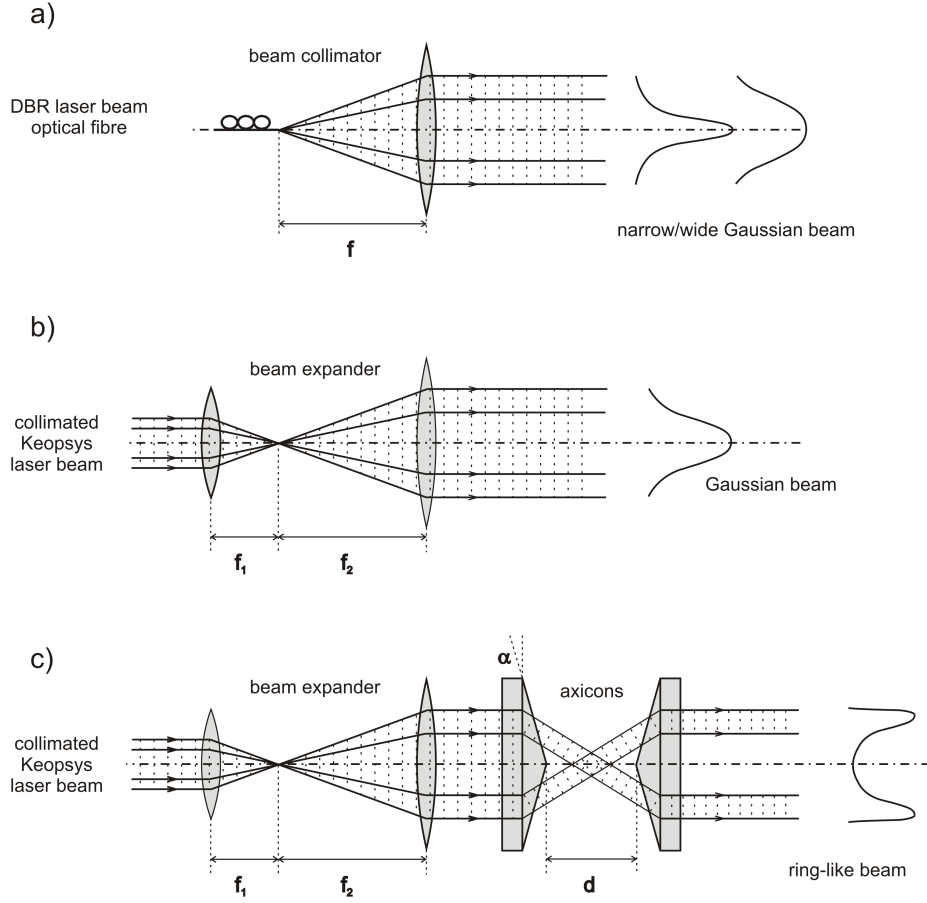 a)
beam collimator
DBR laser beam
optical fibre
f
narrow/wide Gaussian beam
b)
beam expander
collimated
Keopsys
laser beam
Gaussian beam
f₁
f₂
c)
α
beam expander
axicons
collimated
Keopsys
laser beam
f₁
f₂
d
ring-like beam